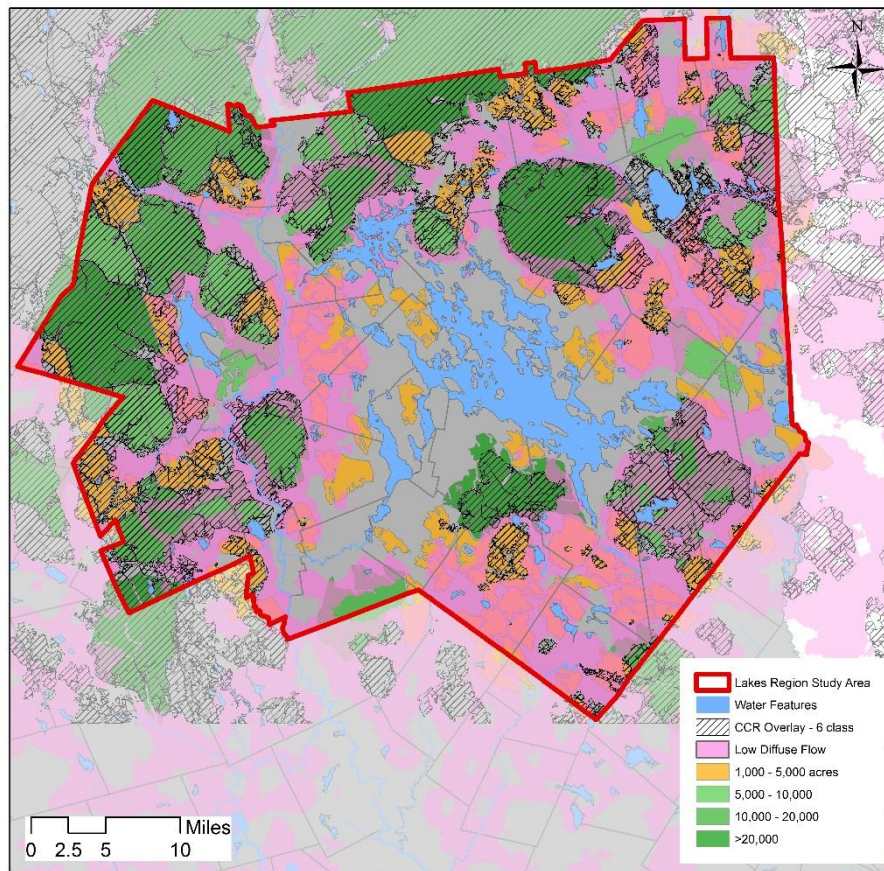 N
Lakes Region Study Area
Water Features
CCR Overlay - 6 class
Low Diffuse Flow
1,000 - 5,000 acres
5,000 - 10,000
10,000 - 20,000
>20,000
Miles
0 2.5 5 10